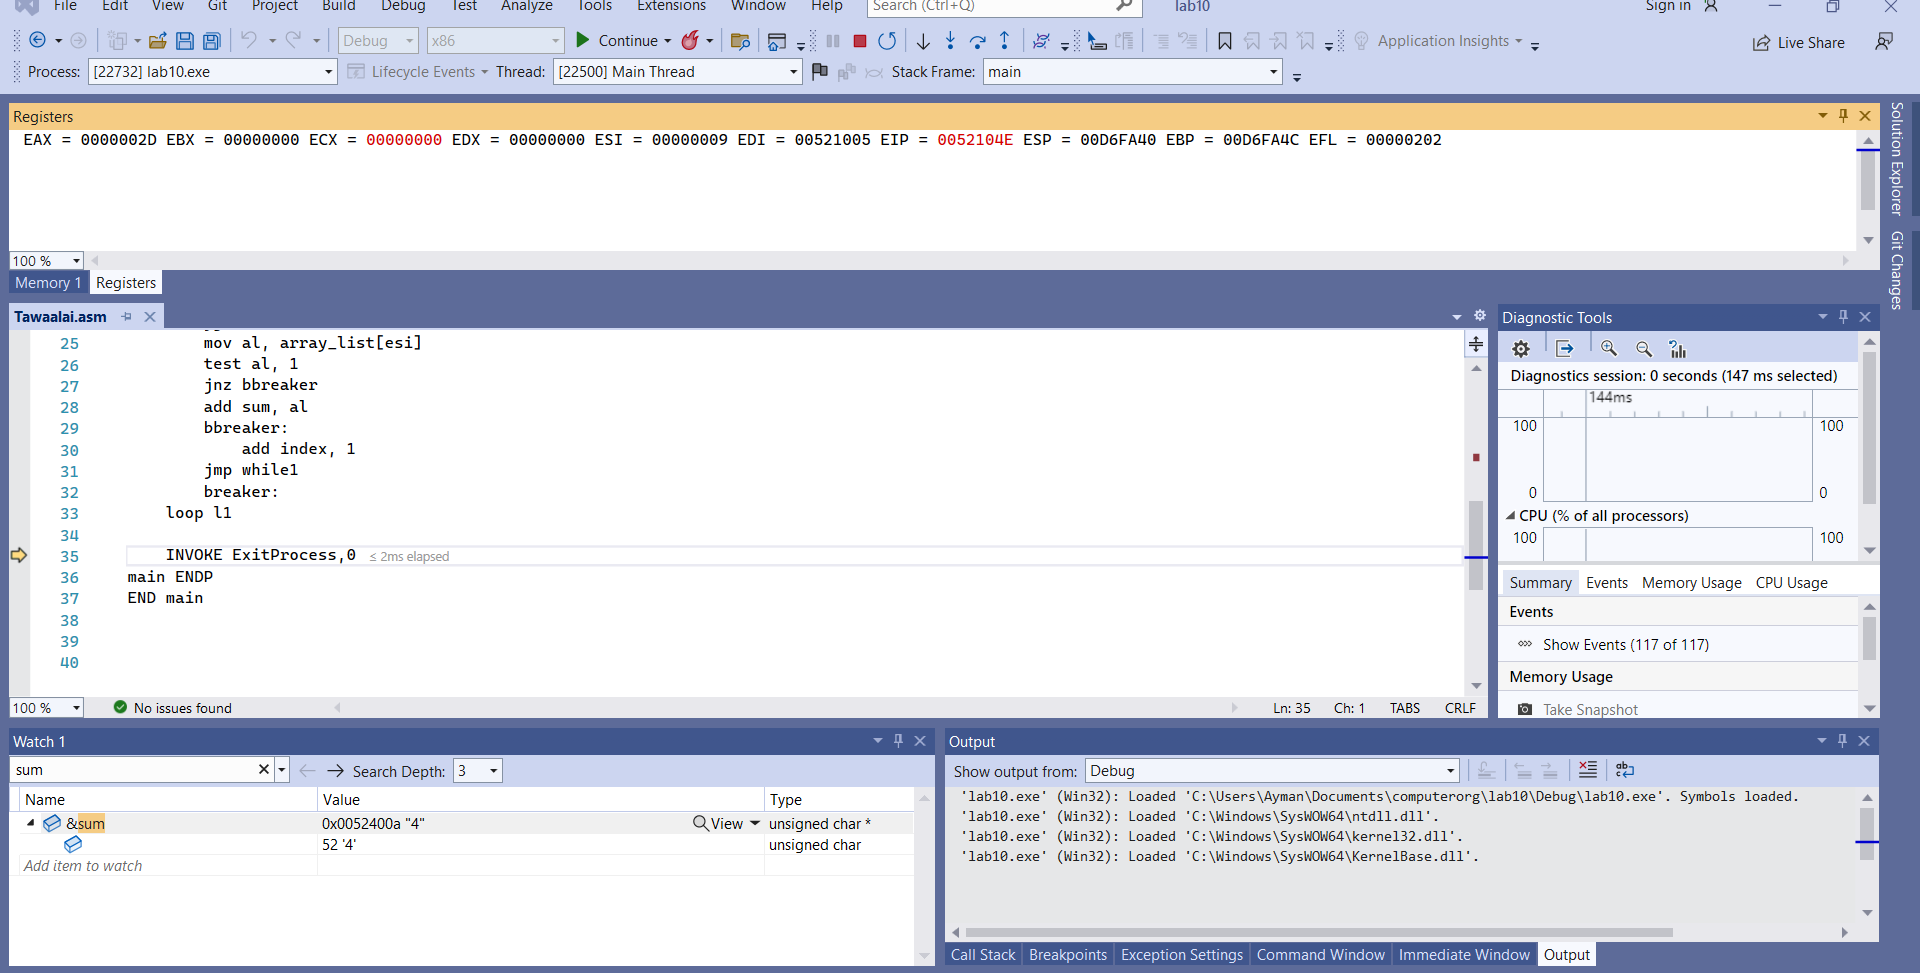 File Edit View Git Project Build Debug Test Analyze Tools Extensions Window Help Search (Ctrl+Q) lab10 Sign in
Debug x86 Continue Application Insights Live Share
Process: [22732] lab10.exe Lifecycle Events Thread: [22500] Main Thread Stack Frame: main
Registers
EAX = 0000002D EBX = 00000000 ECX = 00000000 EDX = 00000000 ESI = 00000009 EDI = 00521005 EIP = 0052104E ESP = 00D6FA40 EBP = 00D6FA4C EFL = 00000202
100 %
Memory 1 Registers
Solution Explorer
Git Changes
Tawaalai.asm
25 mov al, array_list[esi]
26 test al, 1
27 jnz bbreaker
28 add sum, al
29 bbreaker:
30 add index, 1
31 jmp while1
32 breaker:
33 loop l1
34
35 INVOKE ExitProcess,0 ≤ 2ms elapsed
36 main ENDP
37 END main
38
39
40
100 % No issues found Ln: 35 Ch: 1 TABS CRLF
Diagnostic Tools
Diagnostics session: 0 seconds (147 ms selected)
144ms
100 100
0 0
CPU (% of all processors)
100 100
Summary Events Memory Usage CPU Usage
Events
Show Events (117 of 117)
Memory Usage
Take Snapshot
Watch 1
sum Search Depth: 3
Name Value Type
&sum 0x0052400a "4" View unsigned char *
52 '4' unsigned char
Add item to watch
Output
Show output from: Debug
'lab10.exe' (Win32): Loaded 'C:\Users\Ayman\Documents\computerorg\lab10\Debug\lab10.exe'. Symbols loaded.
'lab10.exe' (Win32): Loaded 'C:\Windows\SysWOW64\ntdll.dll'.
'lab10.exe' (Win32): Loaded 'C:\Windows\SysWOW64\kernel32.dll'.
'lab10.exe' (Win32): Loaded 'C:\Windows\SysWOW64\KernelBase.dll'.
Call Stack Breakpoints Exception Settings Command Window Immediate Window Output